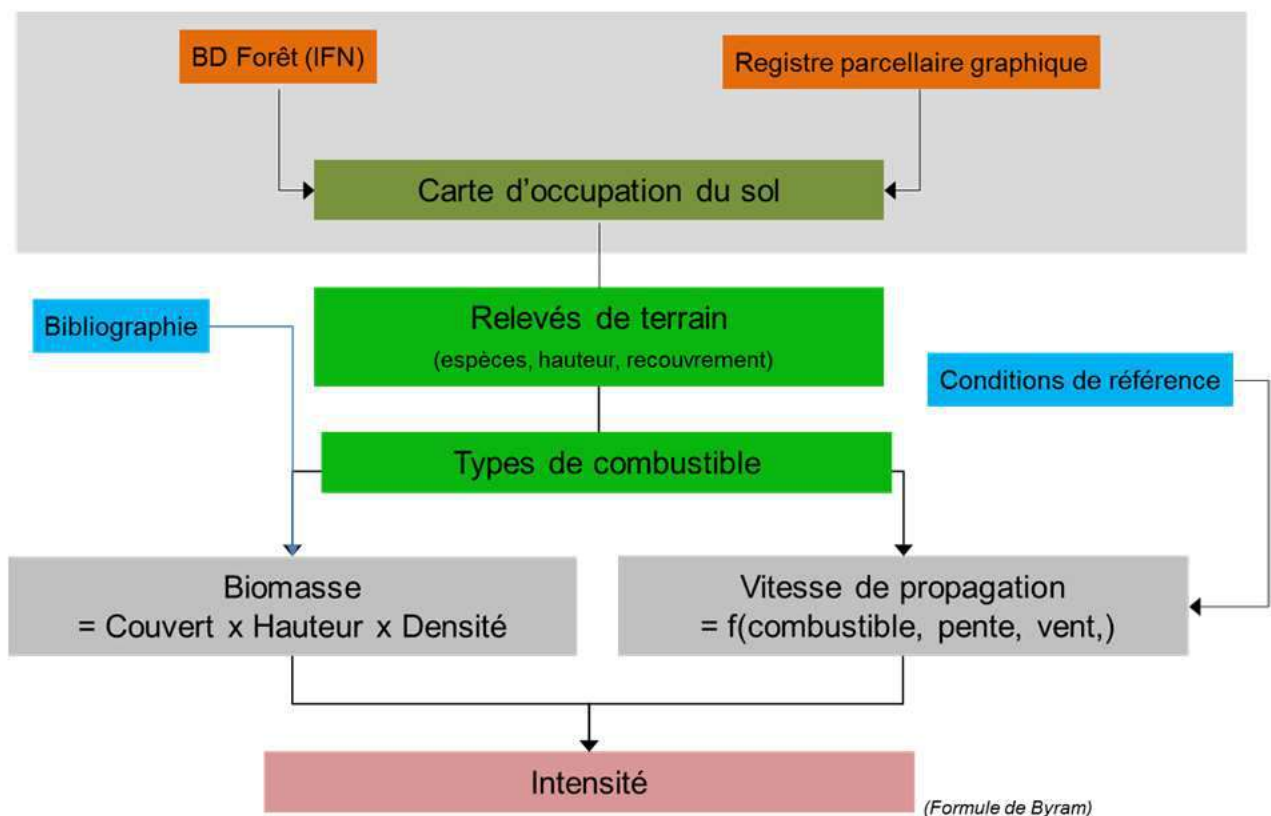 BD Forêt (IFN)
Registre parcellaire graphique
Carte d’occupation du sol
Bibliographie
Relevés de terrain
(espèces, hauteur, recouvrement)
Conditions de référence
Types de combustible
Biomasse
= Couvert x Hauteur x Densité
Vitesse de propagation
= f(combustible, pente, vent,)
Intensité
(Formule de Byram)